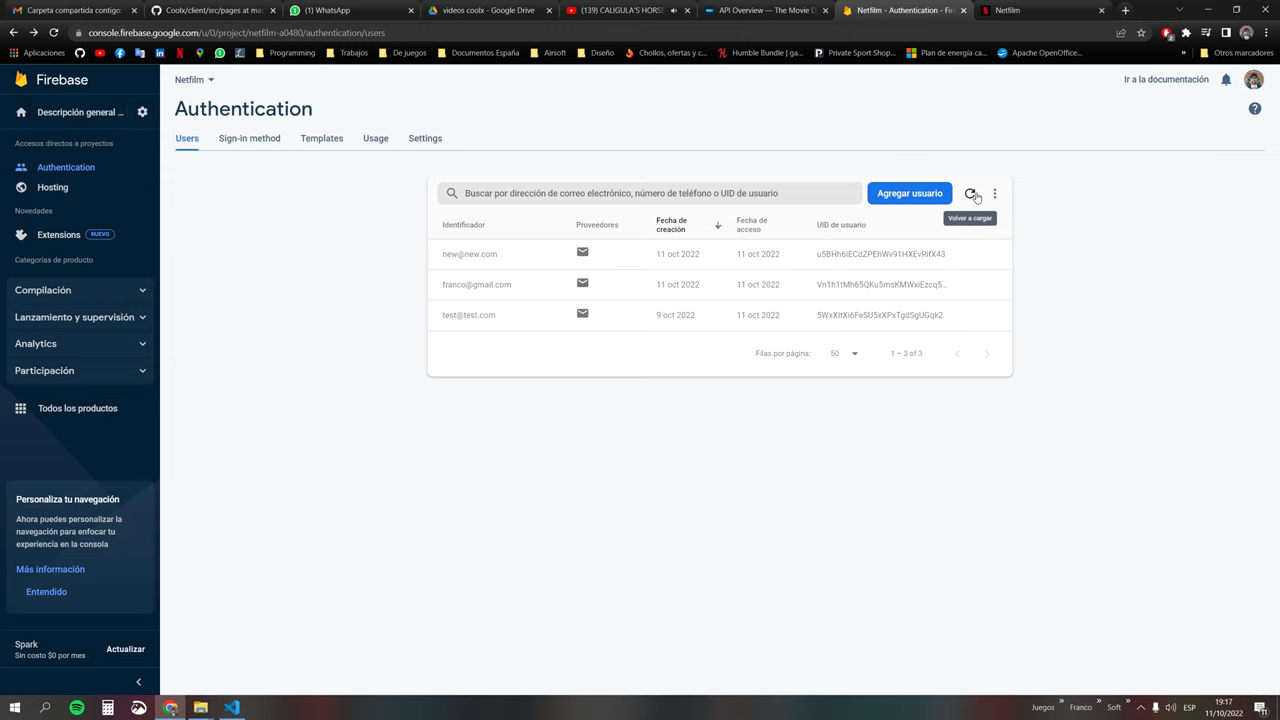 Carpeta compartida contigo
Coolx/client/src/pages at mas
(1) WhatsApp
videos coolx - Google Drive
(139) CALIGULA'S HORSE
API Overview — The Movie D
Netfilm - Authentication - Fire
Netfilm
console.firebase.google.com/u/0/project/netfilm-a0480/authentication/users
Aplicaciones
Programming
Trabajos
De juegos
Documentos España
Airsoft
Diseño
Chollos, ofertas y c...
Humble Bundle | ga...
Private Sport Shop...
Plan de energía ca...
Apache OpenOffice...
»
Otros marcadores
Firebase
Netfilm
Ir a la documentación
Authentication
Descripción general ...
Users
Sign-in method
Templates
Usage
Settings
Accesos directos a proyectos
Authentication
Hosting
Novedades
Extensions
NUEVO
Categorías de producto
Compilación
Lanzamiento y supervisión
Analytics
Participación
Todos los productos
Buscar por dirección de correo electrónico, número de teléfono o UID de usuario
Agregar usuario
Volver a cargar
Identificador
Proveedores
Fecha de
creación
Fecha de
acceso
UID de usuario
new@new.com 11 oct 2022 11 oct 2022 u5BHh6IECdZPEhWv91HXEvRifX43
franco@gmail.com 11 oct 2022 11 oct 2022 Vn1h1tMh65QKu5msKMWxiEzcq5...
test@test.com 9 oct 2022 11 oct 2022 5WxXItXi6FeSU5xXPxTgdSgUGqk2
Filas por página: 50 1 – 3 of 3
Personaliza tu navegación
Ahora puedes personalizar la
navegación para enfocar tu
experiencia en la consola
Más información
Entendido
Spark
Sin costo $0 por mes
Actualizar
Juegos
Franco
Soft
ESP
19:17
11/10/2022